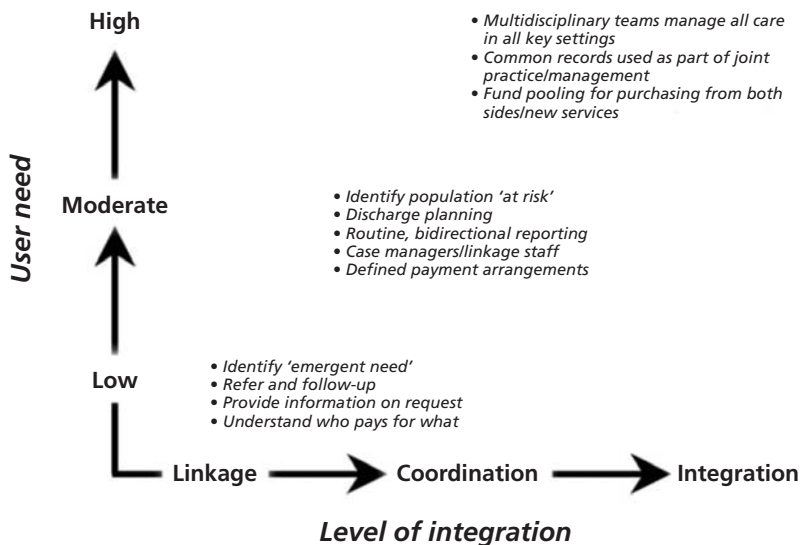 High
• Multidisciplinary teams manage all care
in all key settings
• Common records used as part of joint
practice/management
• Fund pooling for purchasing from both
sides/new services
User need
Moderate
• Identify population ‘at risk’
• Discharge planning
• Routine, bidirectional reporting
• Case managers/linkage staff
• Defined payment arrangements
Low
• Identify ‘emergent need’
• Refer and follow-up
• Provide information on request
• Understand who pays for what
Linkage
Coordination
Integration
Level of integration